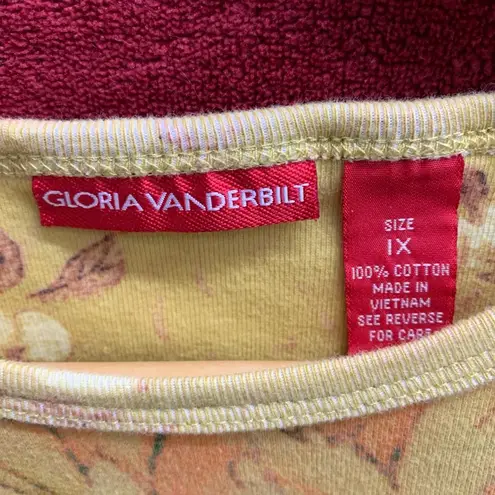 GLORIA VANDERBILT
SIZE
1X
100% COTTON
MADE IN
VIETNAM
SEE REVERSE
FOR CARE